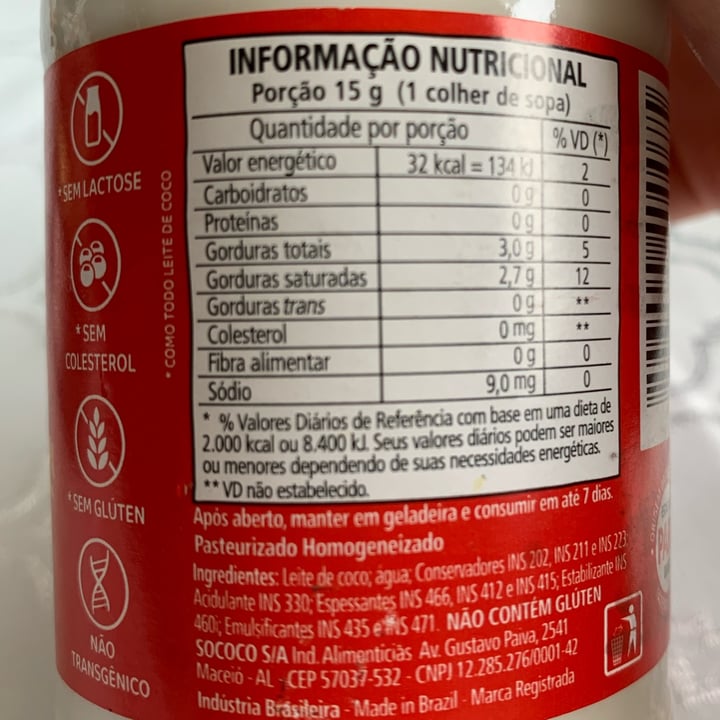 INFORMAÇÃO NUTRICIONAL
Porção 15 g (1 colher de sopa)
Quantidade por porção % VD (*)
Valor energético 32 kcal = 134 kJ 2
Carboidratos 0 g 0
Proteínas 0 g 0
Gorduras totais 3,0 g 5
Gorduras saturadas 2,7 g 12
Gorduras trans 0 g **
Colesterol 0 mg **
Fibra alimentar 0 g 0
Sódio 9,0 mg 0
* % Valores Diários de Referência com base em uma dieta de
2.000 kcal ou 8.400 kJ. Seus valores diários podem ser maiores
ou menores dependendo de suas necessidades energéticas.
** VD não estabelecido.
Após aberto, manter em geladeira e consumir em até 7 dias.
Pasteurizado Homogeneizado
Ingredientes: Leite de coco, água, Conservadores INS 202, INS 211 e INS 223;
Acidulante INS 330; Espessantes INS 466, INS 412 e INS 415; Estabilizante INS
460i; Emulsificantes INS 435 e INS 471. NÃO CONTÉM GLÚTEN
SOCOCO S/A Ind. Alimentícias Av. Gustavo Paiva, 2541
Maceió - AL - CEP 57037-532 - CNPJ 12.285.276/0001-42
Indústria Brasileira - Made in Brazil - Marca Registrada
* SEM LACTOSE
* SEM
COLESTEROL
* SEM GLÚTEN
NÃO
TRANSGÊNICO
* COMO TODO LEITE DE COCO